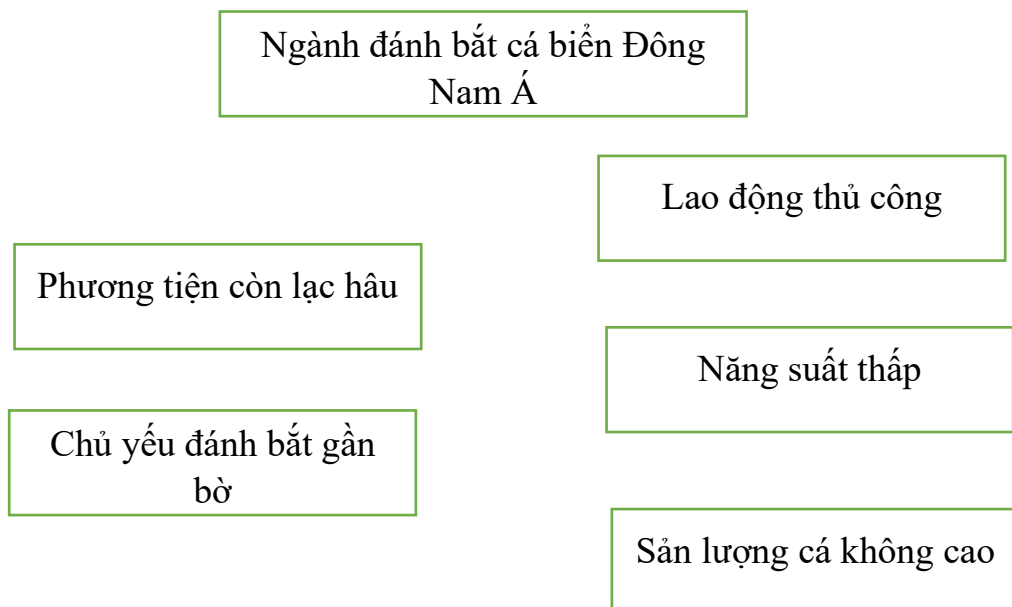 Ngành đánh bắt cá biển Đông
Nam Á
Lao động thủ công
Phương tiện còn lạc hâu
Năng suất thấp
Chủ yếu đánh bắt gần
bờ
Sản lượng cá không cao